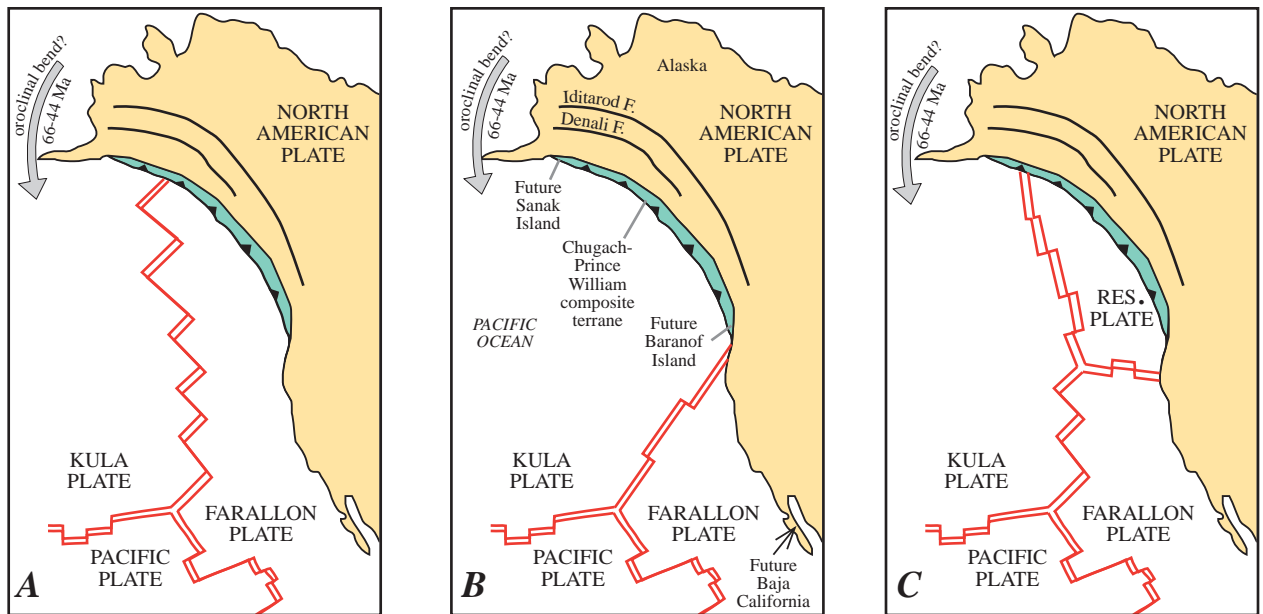 oroclinal bend?
66-44 Ma
NORTH
AMERICAN
PLATE
KULA
PLATE
FARALLON
PLATE
PACIFIC
PLATE
A
oroclinal bend?
66-44 Ma
Alaska
Iditarod F.
Denali F.
NORTH
AMERICAN
PLATE
Future
Sanak
Island
Chugach-
Prince
William
composite
terrane
PACIFIC
OCEAN
Future
Baranof
Island
KULA
PLATE
FARALLON
PLATE
PACIFIC
PLATE
Future
Baja
California
B
oroclinal bend?
66-44 Ma
NORTH
AMERICAN
PLATE
RES.
PLATE
KULA
PLATE
FARALLON
PLATE
PACIFIC
PLATE
C